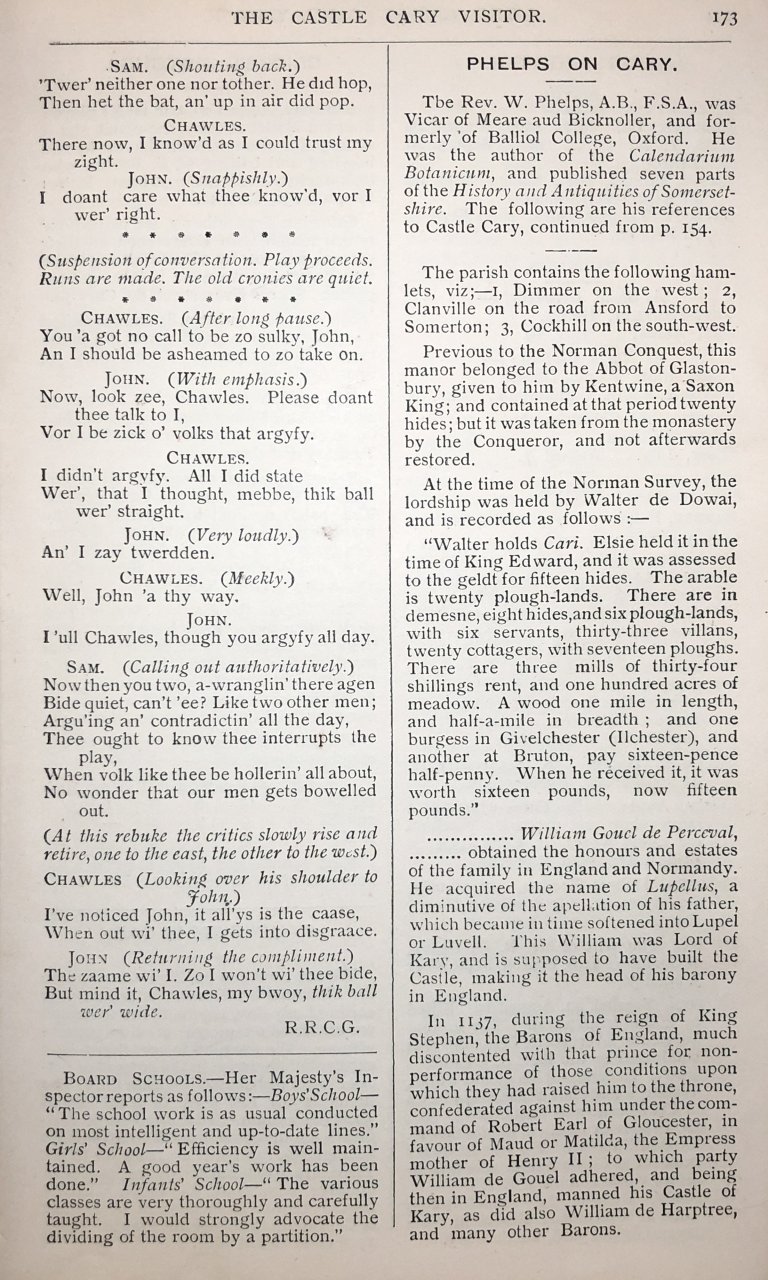 THE CASTLE CARY VISITOR. 173
SAM. (Shouting back.)
'Twer' neither one nor tother. He did hop,
Then het the bat, an' up in air did pop.
CHAWLES.
There now, I know'd as I could trust my
zight.
JOHN. (Snappishly.)
I doant care what thee know'd, vor I
wer' right.
* * * * * * *
(Suspension of conversation. Play proceeds.
Runs are made. The old cronies are quiet.
* * * * * * *
CHAWLES. (After long pause.)
You 'a got no call to be zo sulky, John,
An I should be asheamed to zo take on.
JOHN. (With emphasis.)
Now, look zee, Chawles. Please doant
thee talk to I,
Vor I be zick o' volks that argyfy.
CHAWLES.
I didn't argyfy. All I did state
Wer', that I thought, mebbe, thik ball
wer' straight.
JOHN. (Very loudly.)
An' I zay twerdden.
CHAWLES. (Meekly.)
Well, John 'a thy way.
JOHN.
I 'ull Chawles, though you argyfy all day.
SAM. (Calling out authoritatively.)
Now then you two, a-wranglin' there agen
Bide quiet, can't 'ee? Like two other men;
Argu'ing an' contradictin' all the day,
Thee ought to know thee interrupts the
play,
When volk like thee be hollerin' all about,
No wonder that our men gets bowelled
out.
(At this rebuke the critics slowly rise and
retire, one to the east, the other to the west.)
CHAWLES (Looking over his shoulder to
John.)
I've noticed John, it all'ys is the caase,
When out wi' thee, I gets into disgraace.
JOHN (Returning the compliment.)
The zaame wi' I. Zo I won't wi' thee bide,
But mind it, Chawles, my bwoy, thik ball
wer' wide.
R.R.C.G.
BOARD SCHOOLS.—Her Majesty's In-
spector reports as follows:—Boys' School—
"The school work is as usual conducted
on most intelligent and up-to-date lines."
Girls' School—"Efficiency is well main-
tained. A good year's work has been
done." Infants' School—"The various
classes are very thoroughly and carefully
taught. I would strongly advocate the
dividing of the room by a partition."
PHELPS ON CARY.
Tbe Rev. W. Phelps, A.B., F.S.A., was
Vicar of Meare aud Bicknoller, and for-
merly 'of Balliol College, Oxford. He
was the author of the Calendarium
Botanicum, and published seven parts
of the History and Antiquities of Somerset-
shire. The following are his references
to Castle Cary, continued from p. 154.
The parish contains the following ham-
lets, viz;—1, Dimmer on the west; 2,
Clanville on the road from Ansford to
Somerton; 3, Cockhill on the south-west.
Previous to the Norman Conquest, this
manor belonged to the Abbot of Glaston-
bury, given to him by Kentwine, a Saxon
King; and contained at that period twenty
hides; but it was taken from the monastery
by the Conqueror, and not afterwards
restored.
At the time of the Norman Survey, the
lordship was held by Walter de Dowai,
and is recorded as follows :—
"Walter holds Cari. Elsie held it in the
time of King Edward, and it was assessed
to the geldt for fifteen hides. The arable
is twenty plough-lands. There are in
demesne, eight hides,and six plough-lands,
with six servants, thirty-three villans,
twenty cottagers, with seventeen ploughs.
There are three mills of thirty-four
shillings rent, and one hundred acres of
meadow. A wood one mile in length,
and half-a-mile in breadth ; and one
burgess in Givelchester (Ilchester), and
another at Bruton, pay sixteen-pence
half-penny. When he received it, it was
worth sixteen pounds, now fifteen
pounds."
............... William Gouel de Perceval,
......... obtained the honours and estates
of the family in England and Normandy.
He acquired the name of Lupellus, a
diminutive of the apellation of his father,
which became in time softened into Lupel
or Luvell. This William was Lord of
Kary, and is supposed to have built the
Castle, making it the head of his barony
in England.
In 1137, during the reign of King
Stephen, the Barons of England, much
discontented with that prince for non-
performance of those conditions upon
which they had raised him to the throne,
confederated against him under the com-
mand of Robert Earl of Gloucester, in
favour of Maud or Matilda, the Empress
mother of Henry II ; to which party
William de Gouel adhered, and being
then in England, manned his Castle of
Kary, as did also William de Harptree,
and many other Barons.